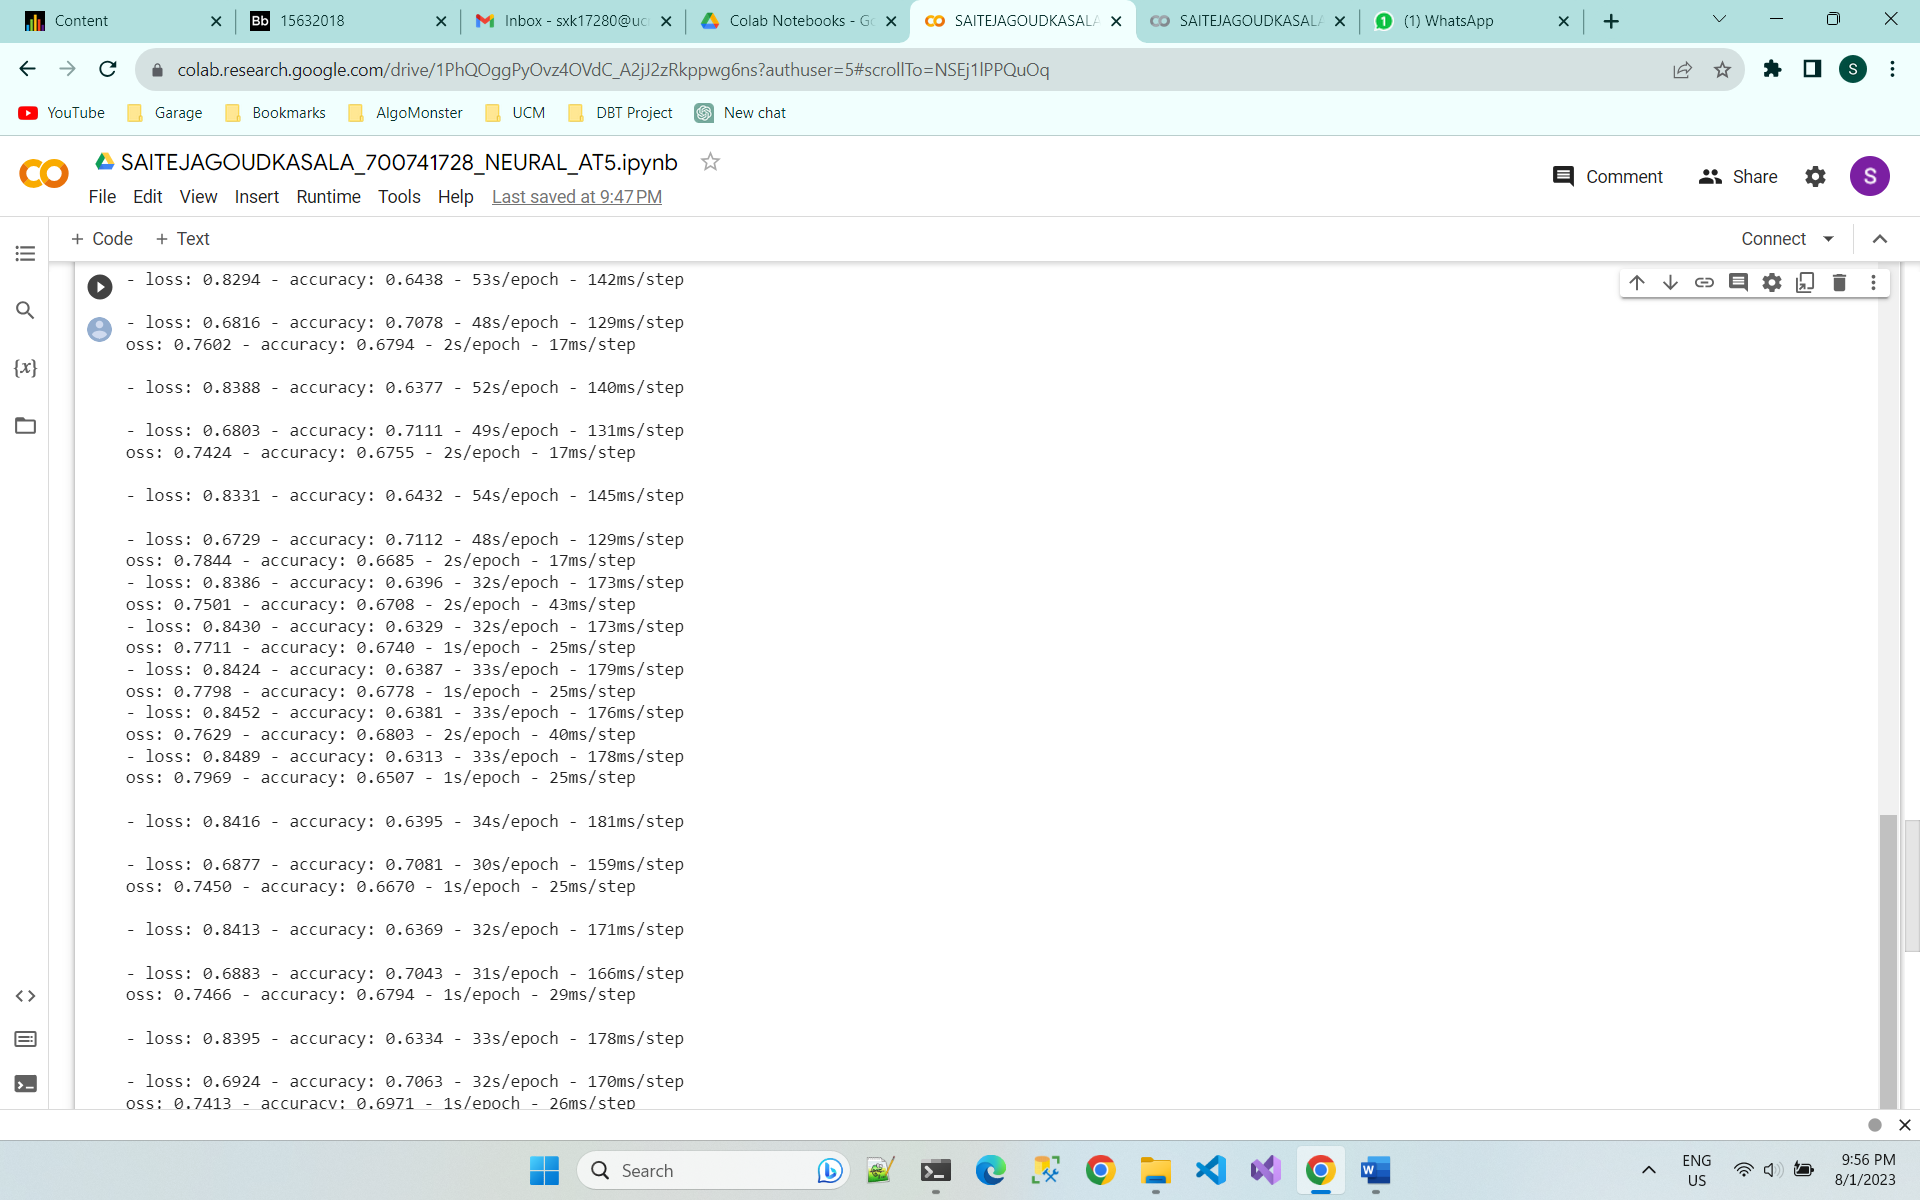 Content
Bb 15632018
Inbox - sxk17280@uc
Colab Notebooks - Go
SAITEJAGOUDKASALA
SAITEJAGOUDKASALA
(1) WhatsApp
colab.research.google.com/drive/1PhQOggPyOvz4OVdC_A2jJ2zRkppwg6ns?authuser=5#scrollTo=NSEj1lPPQuOq
S
YouTube Garage Bookmarks AlgoMonster UCM DBT Project New chat
SAITEJAGOUDKASALA_700741728_NEURAL_AT5.ipynb
Comment Share S
File Edit View Insert Runtime Tools Help Last saved at 9:47 PM
+ Code + Text Connect
- loss: 0.8294 - accuracy: 0.6438 - 53s/epoch - 142ms/step
- loss: 0.6816 - accuracy: 0.7078 - 48s/epoch - 129ms/step
oss: 0.7602 - accuracy: 0.6794 - 2s/epoch - 17ms/step
{x}
- loss: 0.8388 - accuracy: 0.6377 - 52s/epoch - 140ms/step
- loss: 0.6803 - accuracy: 0.7111 - 49s/epoch - 131ms/step
oss: 0.7424 - accuracy: 0.6755 - 2s/epoch - 17ms/step
- loss: 0.8331 - accuracy: 0.6432 - 54s/epoch - 145ms/step
- loss: 0.6729 - accuracy: 0.7112 - 48s/epoch - 129ms/step
oss: 0.7844 - accuracy: 0.6685 - 2s/epoch - 17ms/step
- loss: 0.8386 - accuracy: 0.6396 - 32s/epoch - 173ms/step
oss: 0.7501 - accuracy: 0.6708 - 2s/epoch - 43ms/step
- loss: 0.8430 - accuracy: 0.6329 - 32s/epoch - 173ms/step
oss: 0.7711 - accuracy: 0.6740 - 1s/epoch - 25ms/step
- loss: 0.8424 - accuracy: 0.6387 - 33s/epoch - 179ms/step
oss: 0.7798 - accuracy: 0.6778 - 1s/epoch - 25ms/step
- loss: 0.8452 - accuracy: 0.6381 - 33s/epoch - 176ms/step
oss: 0.7629 - accuracy: 0.6803 - 2s/epoch - 40ms/step
- loss: 0.8489 - accuracy: 0.6313 - 33s/epoch - 178ms/step
oss: 0.7969 - accuracy: 0.6507 - 1s/epoch - 25ms/step
- loss: 0.8416 - accuracy: 0.6395 - 34s/epoch - 181ms/step
- loss: 0.6877 - accuracy: 0.7081 - 30s/epoch - 159ms/step
oss: 0.7450 - accuracy: 0.6670 - 1s/epoch - 25ms/step
- loss: 0.8413 - accuracy: 0.6369 - 32s/epoch - 171ms/step
- loss: 0.6883 - accuracy: 0.7043 - 31s/epoch - 166ms/step
oss: 0.7466 - accuracy: 0.6794 - 1s/epoch - 29ms/step
- loss: 0.8395 - accuracy: 0.6334 - 33s/epoch - 178ms/step
- loss: 0.6924 - accuracy: 0.7063 - 32s/epoch - 170ms/step
oss: 0.7413 - accuracy: 0.6971 - 1s/epoch - 26ms/step
Search
ENG
US
9:56 PM
8/1/2023